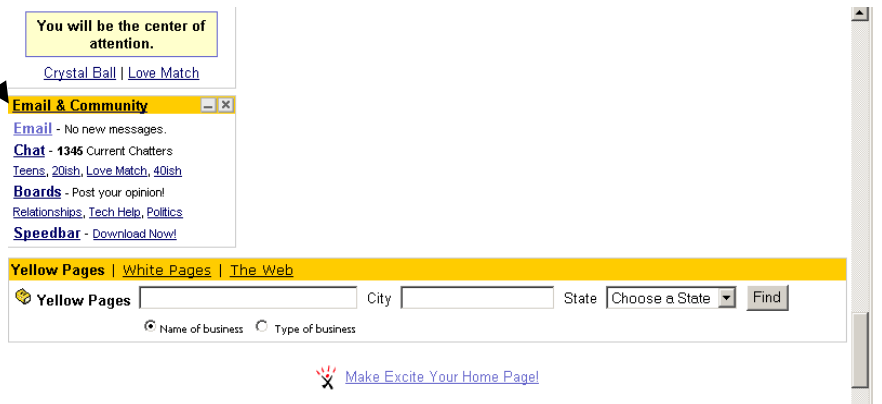 You will be the center of
attention.
Crystal Ball | Love Match
Email & Community
Email - No new messages.
Chat - 1345 Current Chatters
Teens, 20ish, Love Match, 40ish
Boards - Post your opinion!
Relationships, Tech Help, Politics
Speedbar - Download Now!
Yellow Pages | White Pages | The Web
Yellow Pages City State Choose a State Find
Name of business Type of business
Make Excite Your Home Page!